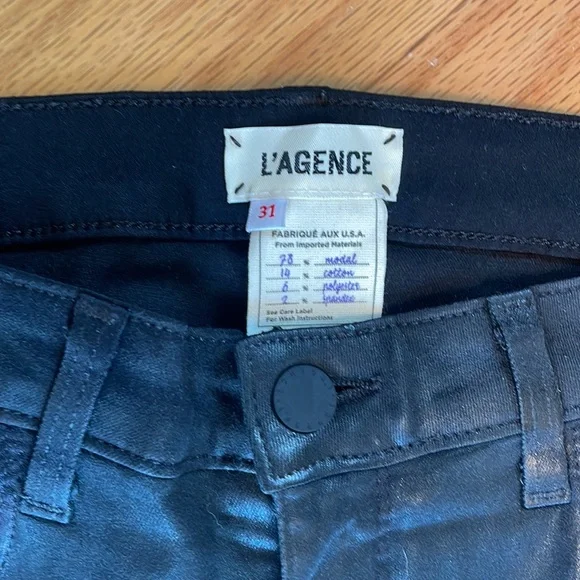 L'AGENCE
31
FABRIQUÉ AUX U.S.A.
From Imported Materials
78 % modal
14 % cotton
6 % polyester
2 % spandex
See Care Label
For Wash Instructions